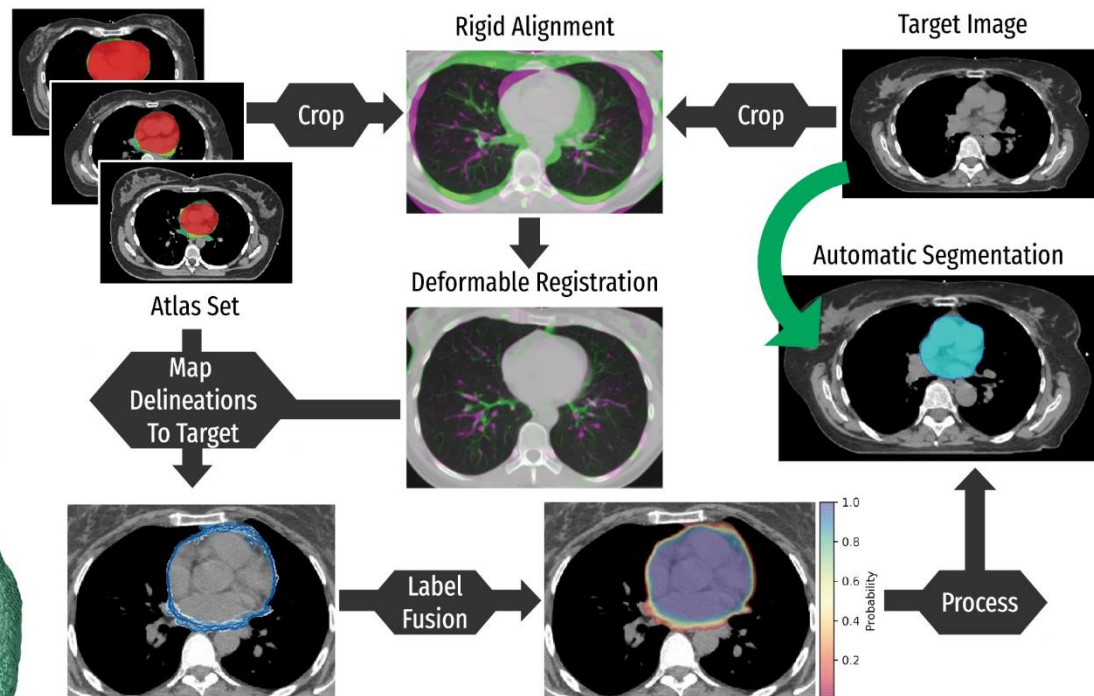 Rigid Alignment
Target Image
Crop
Crop
Atlas Set
Deformable Registration
Automatic Segmentation
Map
Delineations
To Target
Label
Fusion
1.0
0.8
0.6
0.4
0.2
Probability
Process